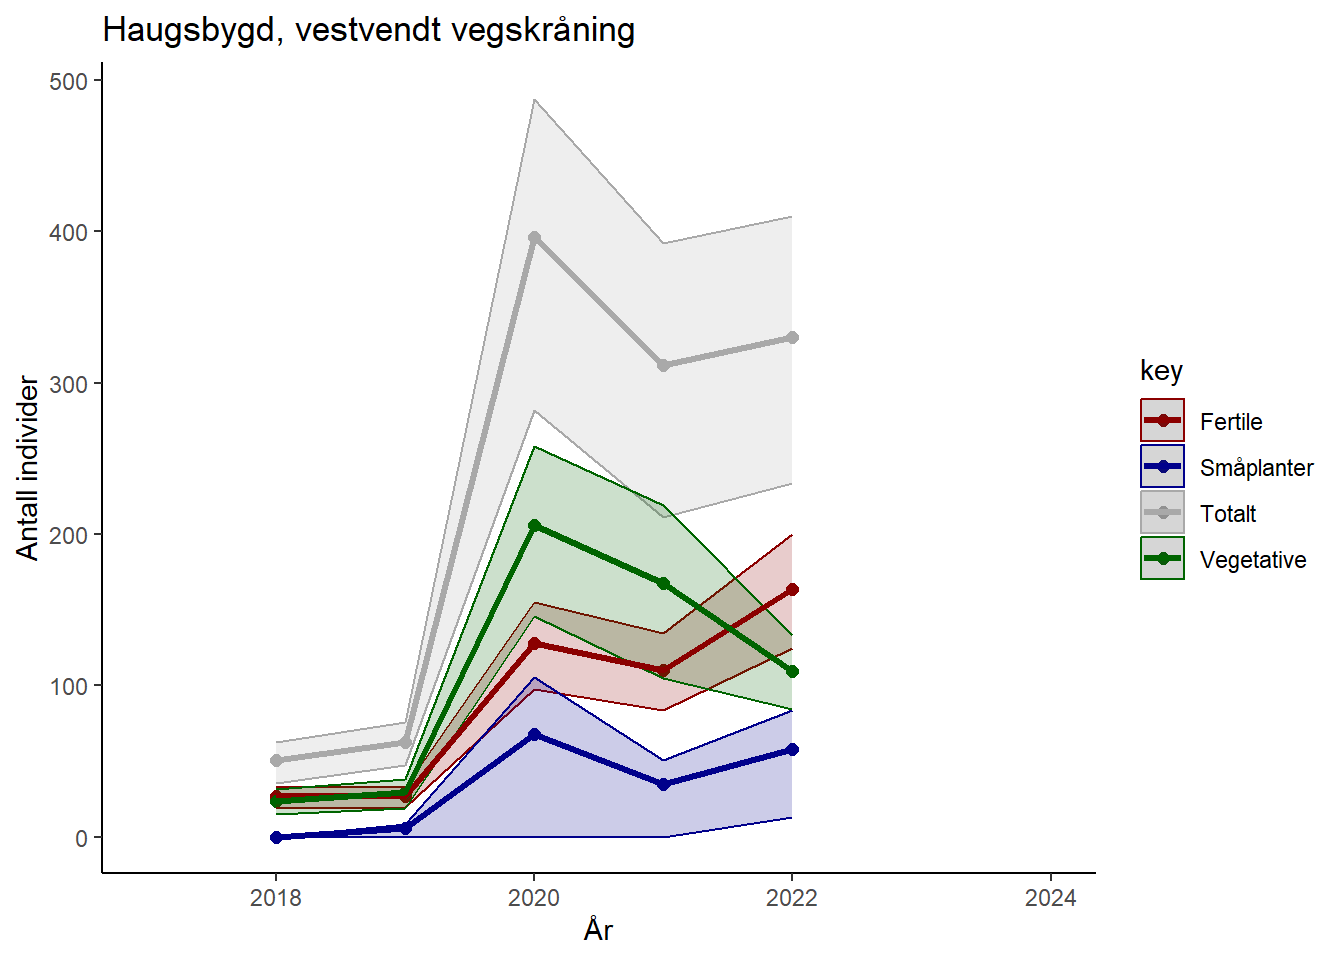 Haugsbygd, vestvendt vegskråning
500
400
300
200
100
0
Antall individer
2018
2020
2022
2024
År
key
Fertile
Småplanter
Totalt
Vegetative